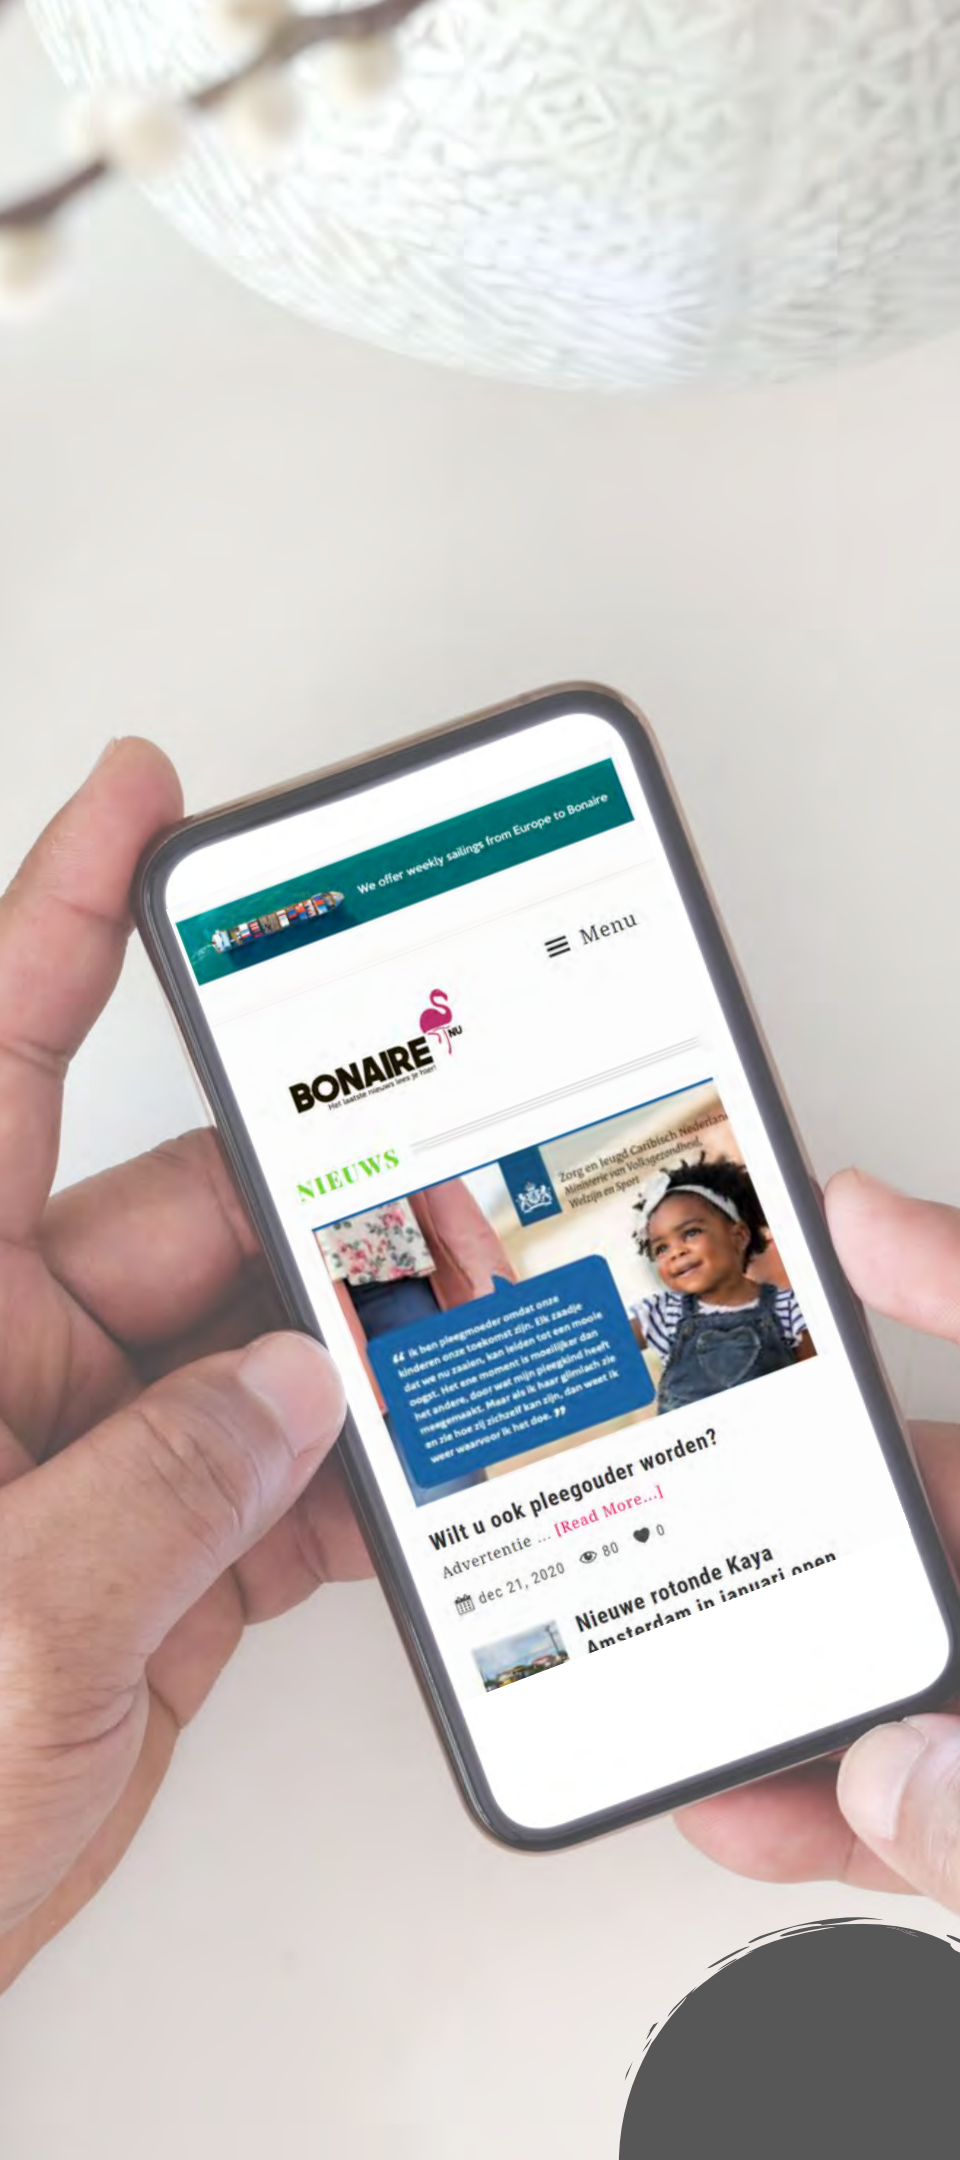 We offer weekly sailings from Europe to Bonaire
Menu
BONAIRE NU
Het laatste nieuws lees je hier!
NIEUWS
Zorg en Jeugd Caribisch Nederland
Ministerie van Volksgezondheid,
Welzijn en Sport
“ Ik ben pleegmoeder omdat onze
kinderen onze toekomst zijn. Elk zaadje
dat we nu zaaien, kan leiden tot een mooie
oogst. Het ene moment is moeilijker dan
het andere, door wat mijn pleegkind heeft
meegemaakt. Maar als ik haar glimlach zie
en zie hoe zij zichzelf kan zijn, dan weet ik
weer waarvoor ik het doe. ”
Wilt u ook pleegouder worden?
Advertentie ... [Read More...]
dec 21, 2020 80 0
Nieuwe rotonde Kaya
Amsterdam in januari open